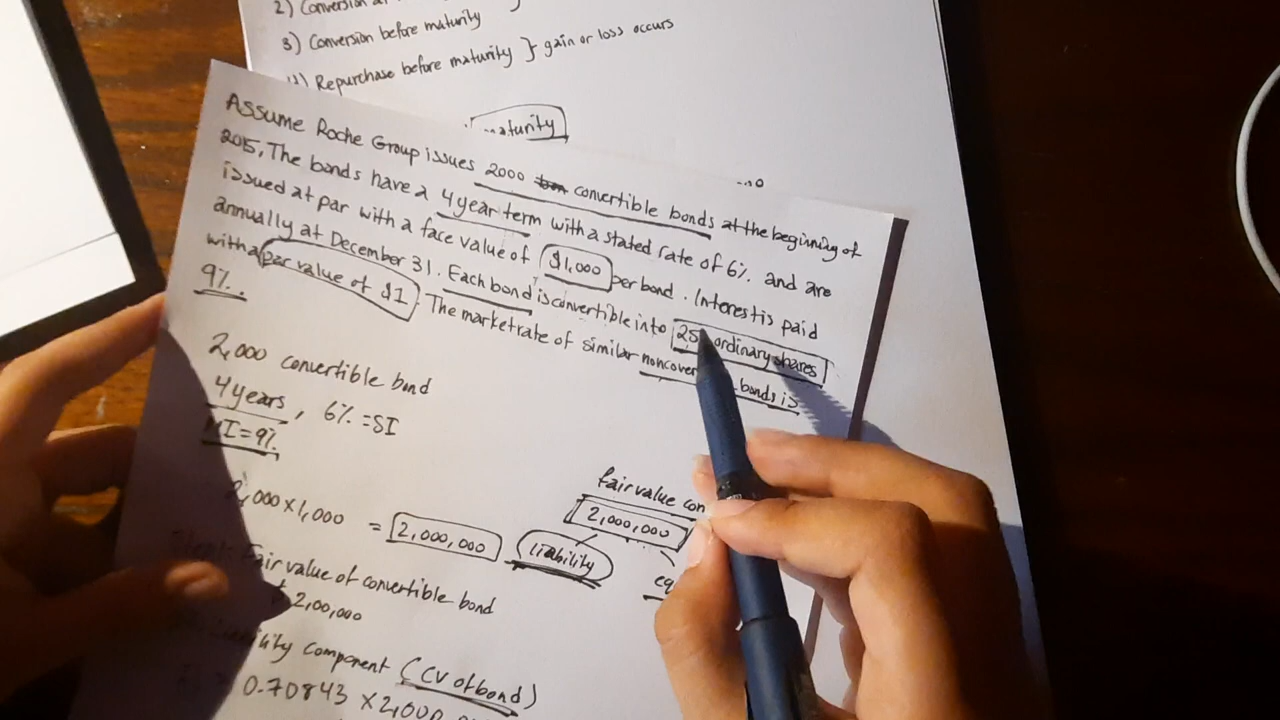 2) Conversion at
3) Conversion before maturity
4) Repurchase before maturity } gain or loss occurs
maturity
Assume Roche Group issues 2000 convertible bonds at the beginning of
2015. The bonds have a 4 year term with a stated rate of 6%. and are
issued at par with a face value of $1,000 per bond. Interest is paid
annually at December 31. Each bond is convertible into 25 ordinary shares
with a par value of $1. The market rate of similar noncover bonds is
9%.
2,000 convertible bond
4 years, 6% = SI
MI = 9%.
2,000 x 1,000 = 2,000,000
fair value con
2,000,000
liability
eq
Fair value of convertible bond
2,00,000
Liability component (CV of bond)
0.70843 x 2,000